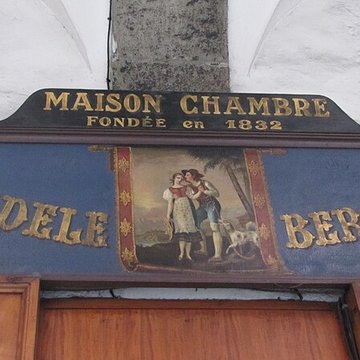 MAISON CHAMBRE
FONDÉE en 1832
DELE BER